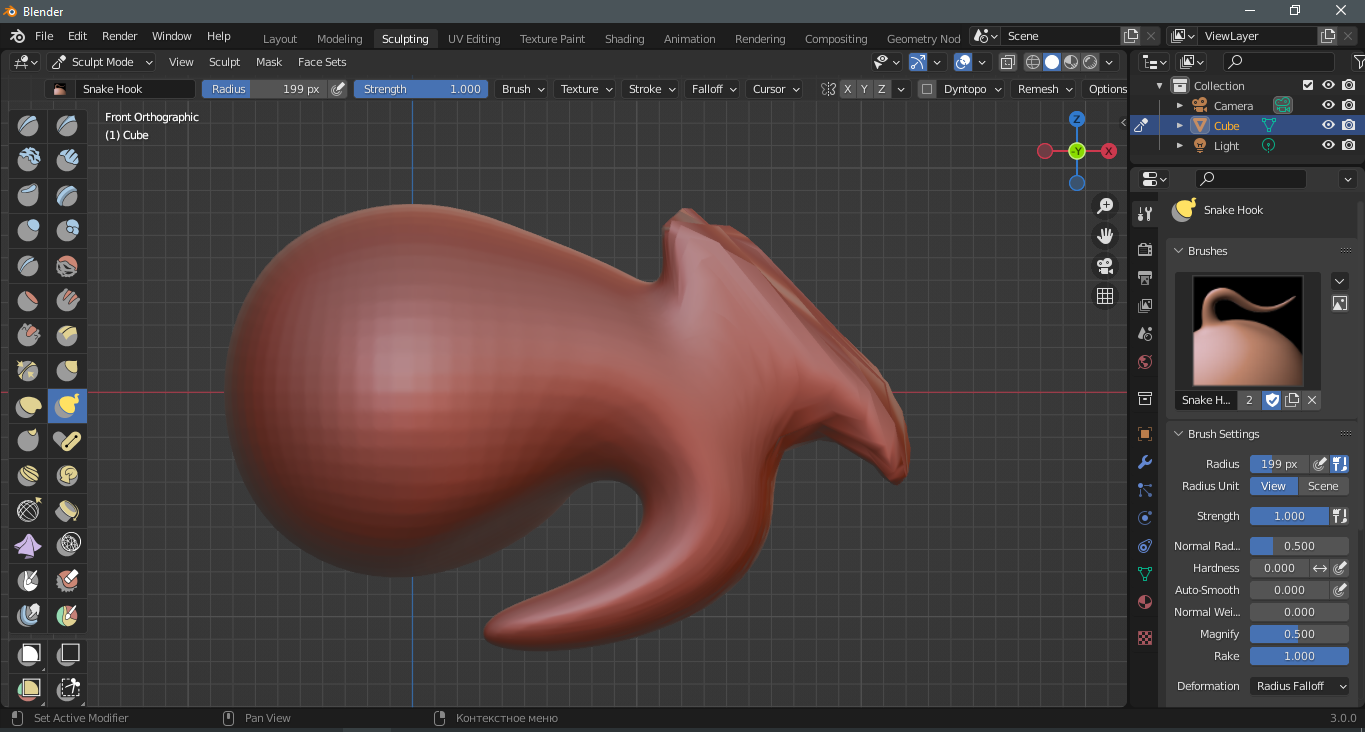 Blender
File Edit Render Window Help Layout Modeling Sculpting UV Editing Texture Paint Shading Animation Rendering Compositing Geometry Nod Scene ViewLayer
Sculpt Mode View Sculpt Mask Face Sets
Snake Hook Radius 199 px Strength 1.000 Brush Texture Stroke Falloff Cursor X Y Z Dyntopo Remesh Options
Front Orthographic
(1) Cube
Z
-Y
X
Collection
Camera
Cube
Light
Snake Hook
Brushes
Snake H... 2
Brush Settings
Radius 199 px
Radius Unit View Scene
Strength 1.000
Normal Rad... 0.500
Hardness 0.000
Auto-Smooth 0.000
Normal Wei... 0.000
Magnify 0.500
Rake 1.000
Deformation Radius Falloff
Set Active Modifier Pan View Контекстное меню 3.0.0